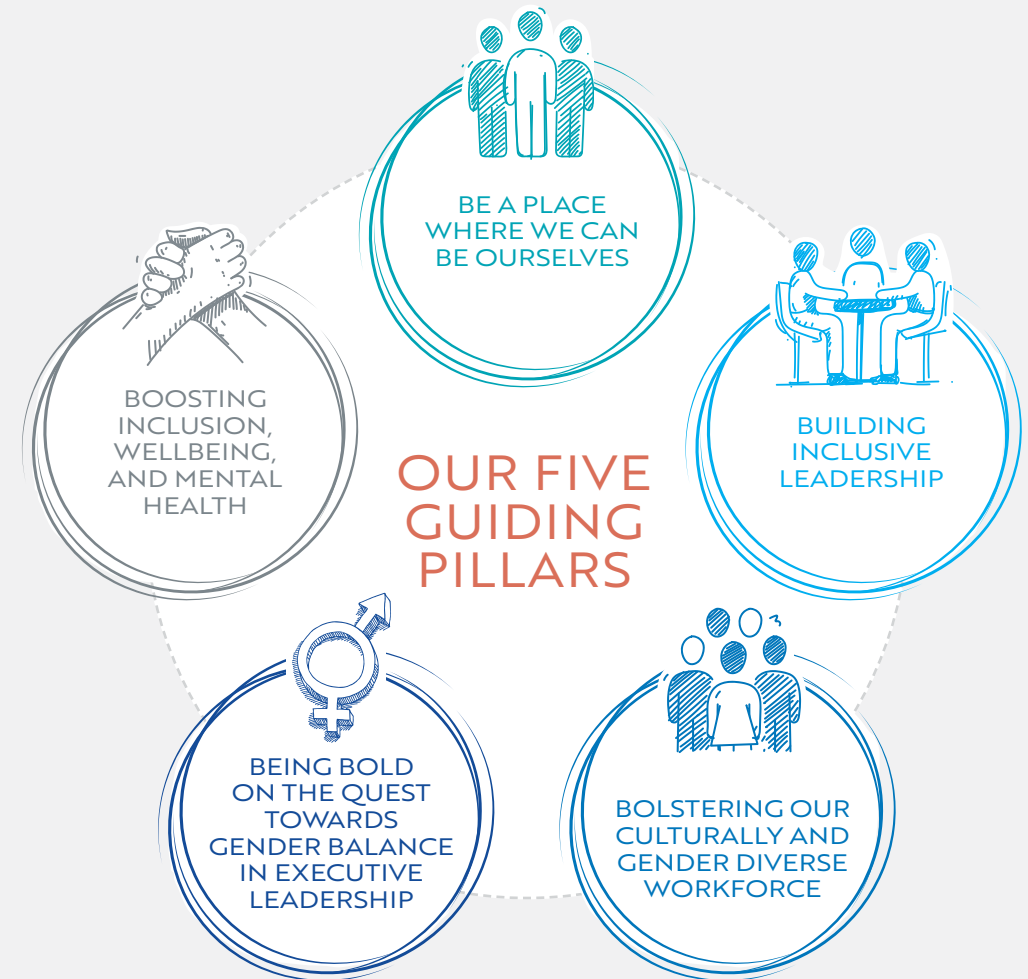 BE A PLACE
WHERE WE CAN
BE OURSELVES
BOOSTING
INCLUSION,
WELLBEING,
AND MENTAL
HEALTH
BUILDING
INCLUSIVE
LEADERSHIP
OUR FIVE
GUIDING
PILLARS
BEING BOLD
ON THE QUEST
TOWARDS
GENDER BALANCE
IN EXECUTIVE
LEADERSHIP
BOLSTERING OUR
CULTURALLY AND
GENDER DIVERSE
WORKFORCE